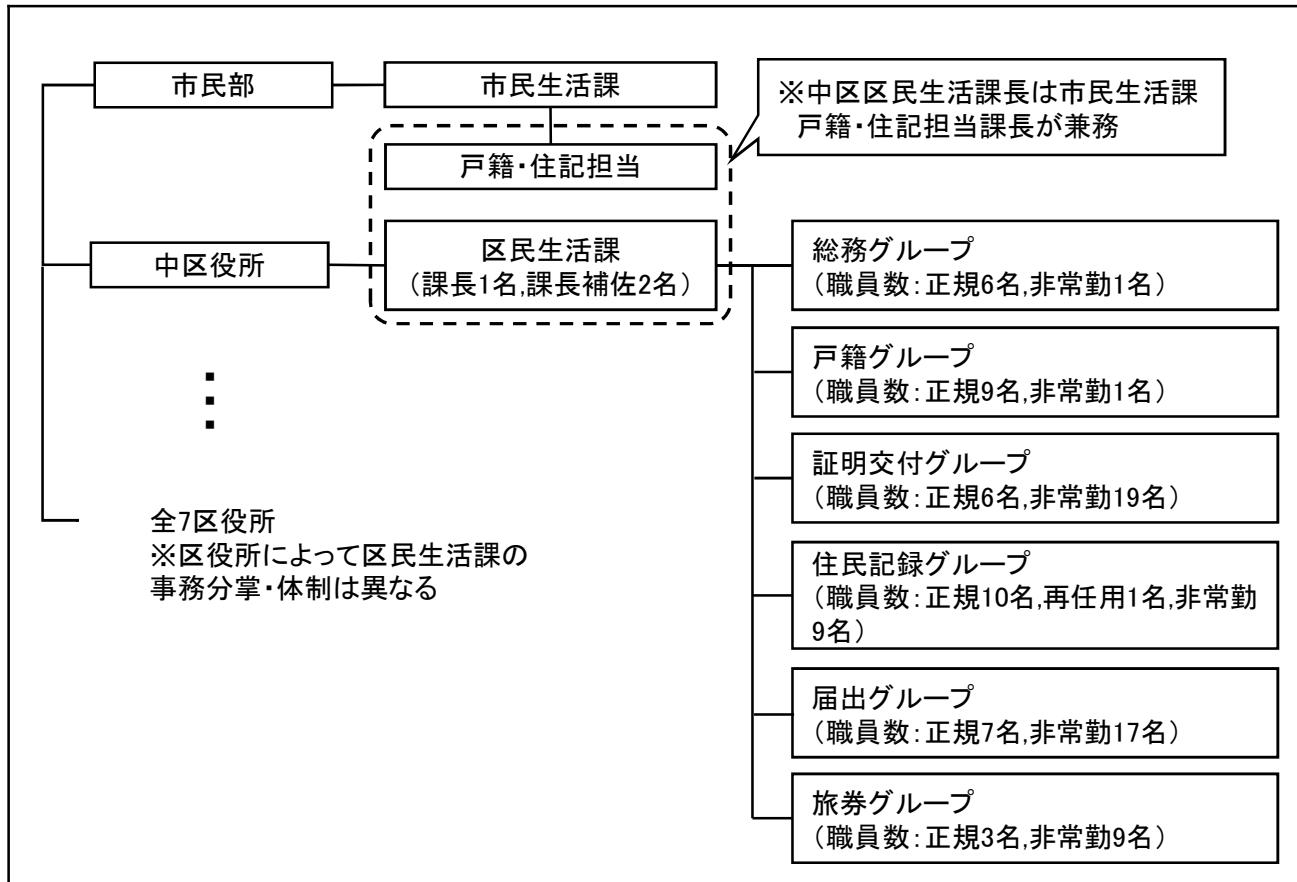 市民部
市民生活課
※中区区民生活課長は市民生活課
戸籍・住記担当課長が兼務
戸籍・住記担当
中区役所
区民生活課
(課長1名,課長補佐2名)
総務グループ
(職員数:正規6名,非常勤1名)
戸籍グループ
(職員数:正規9名,非常勤1名)
証明交付グループ
(職員数:正規6名,非常勤19名)
住民記録グループ
(職員数:正規10名,再任用1名,非常勤
9名)
届出グループ
(職員数:正規7名,非常勤17名)
旅券グループ
(職員数:正規3名,非常勤9名)
全7区役所
※区役所によって区民生活課の
事務分掌・体制は異なる